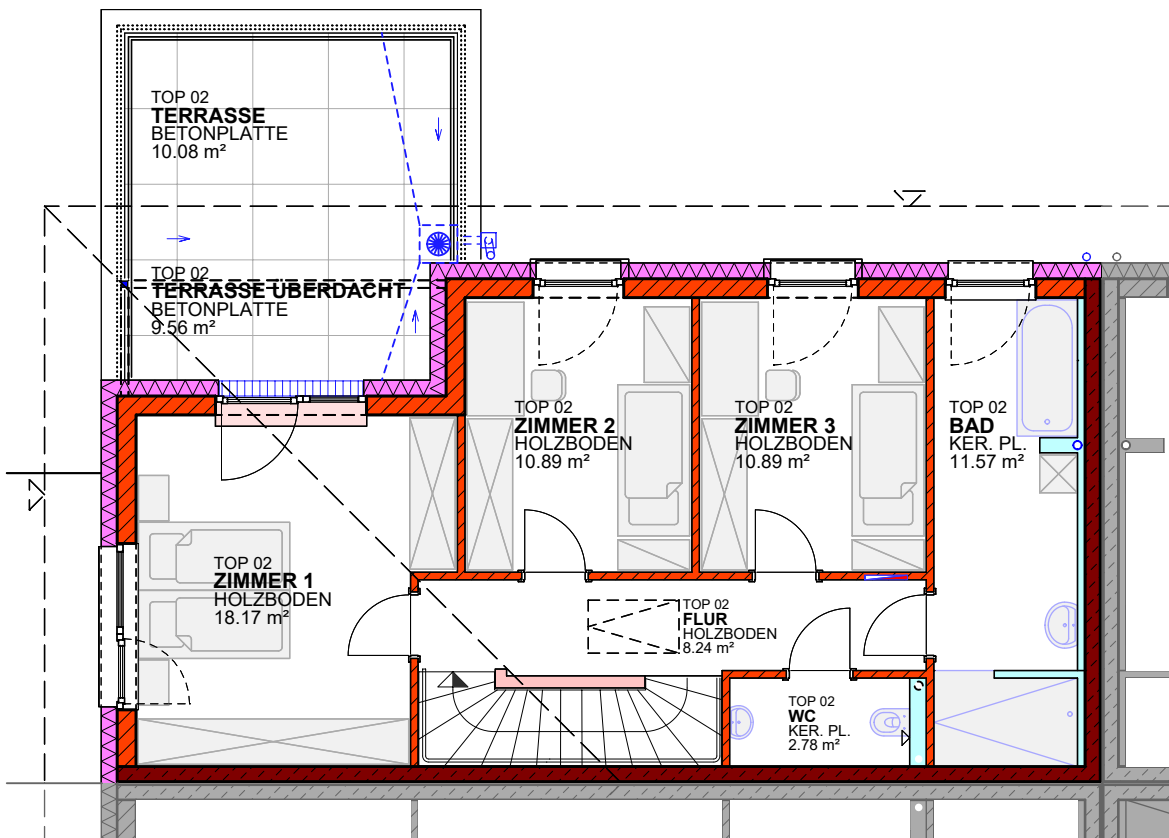 TOP 02
TERRASSE
BETONPLATTE
10.08 m²
TOP 02
TERRASSE ÜBERDACHT
BETONPLATTE
9.56 m²
TOP 02
ZIMMER 2
HOLZBODEN
10.89 m²
TOP 02
ZIMMER 3
HOLZBODEN
10.89 m²
TOP 02
BAD
KER. PL.
11.57 m²
TOP 02
ZIMMER 1
HOLZBODEN
18.17 m²
TOP 02
FLUR
HOLZBODEN
8.24 m²
TOP 02
WC
KER. PL.
2.78 m²